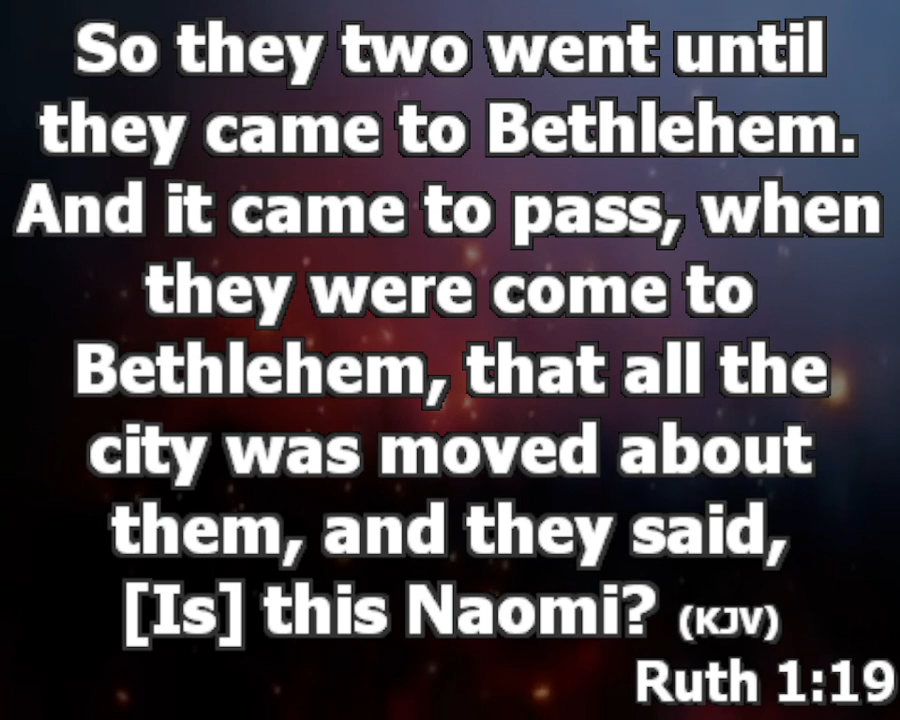 So they two went until
they came to Bethlehem.
And it came to pass, when
they were come to
Bethlehem, that all the
city was moved about
them, and they said,
[Is] this Naomi? (KJV)
Ruth 1:19